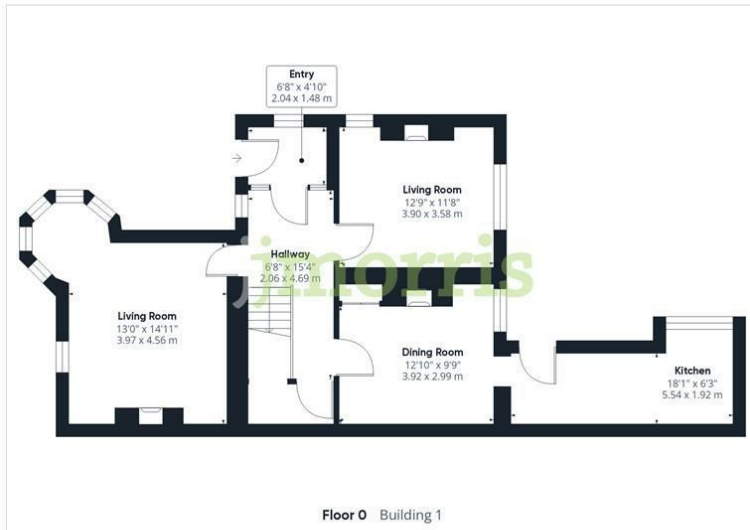 Entry
6'8" x 4'10"
2.04 x 1.48 m
Living Room
12'9" x 11'8"
3.90 x 3.58 m
jjmorris
Hallway
6'8" x 15'4"
2.06 x 4.69 m
Living Room
13'0" x 14'11"
3.97 x 4.56 m
Dining Room
12'10" x 9'9"
3.92 x 2.99 m
Kitchen
18'1" x 6'3"
5.54 x 1.92 m
Floor 0 Building 1